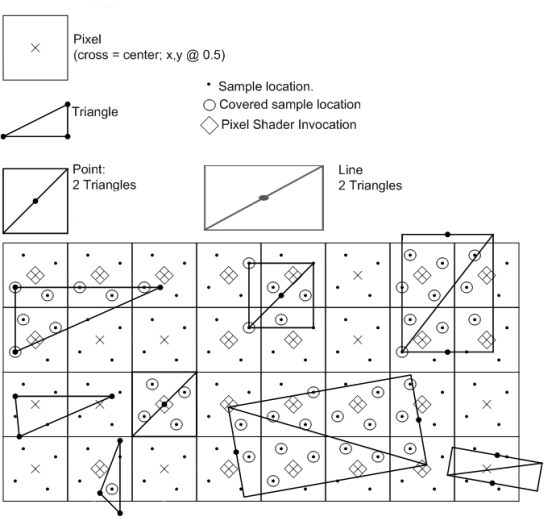 Pixel
(cross = center; x,y @ 0.5)
Sample location.
Covered sample location
Triangle
Pixel Shader Invocation
Point:
2 Triangles
Line
2 Triangles